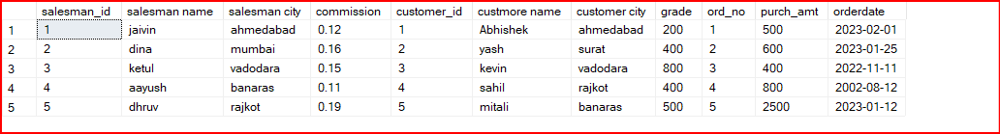 salesman_id salesman name salesman city commission customer_id custmore name customer city grade ord_no purch_amt orderdate
1 1 jaivin ahmedabad 0.12 1 Abhishek ahmedabad 200 1 500 2023-02-01
2 2 dina mumbai 0.16 2 yash surat 400 2 600 2023-01-25
3 3 ketul vadodara 0.15 3 kevin vadodara 800 3 400 2022-11-11
4 4 aayush banaras 0.11 4 sahil rajkot 400 4 800 2002-08-12
5 5 dhruv rajkot 0.19 5 mitali banaras 500 5 2500 2023-01-12